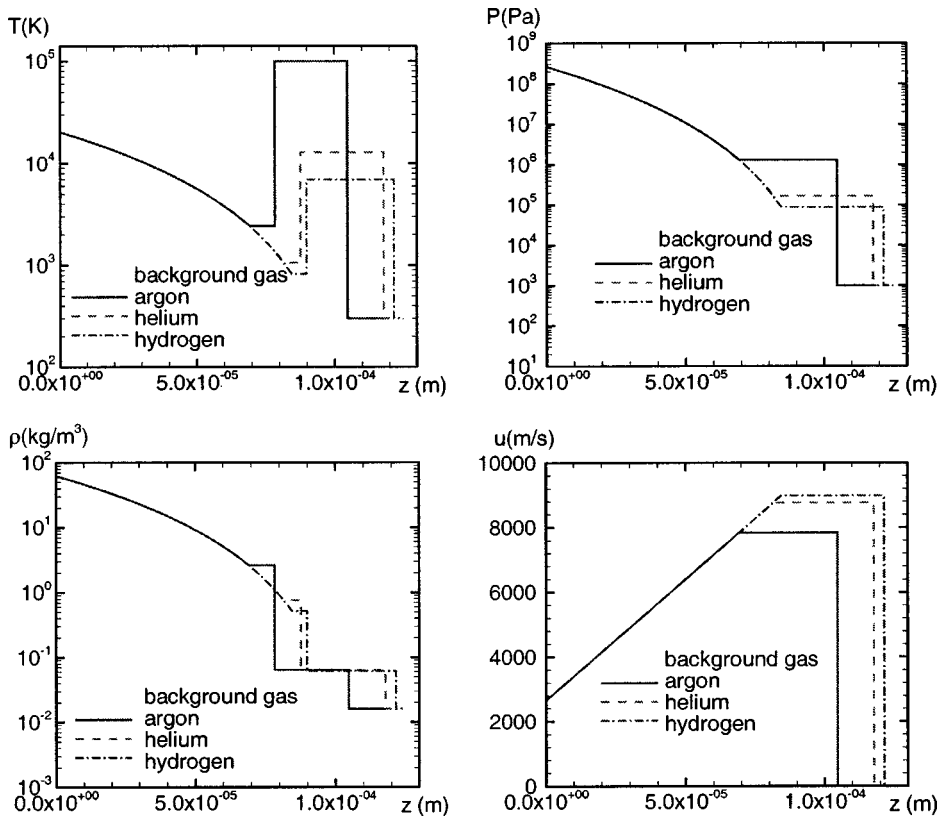 T(K)
10^5
10^4
10^3
10^2
background gas
argon
helium
hydrogen
0.0x10^+00
5.0x10^-05
1.0x10^-04
z (m)
P(Pa)
10^9
10^8
10^7
10^6
10^5
10^4
10^3
10^2
10^1
background gas
argon
helium
hydrogen
0.0x10^+00
5.0x10^-05
1.0x10^-04
z (m)
ρ(kg/m^3)
10^2
10^1
10^0
10^-1
10^-2
10^-3
background gas
argon
helium
hydrogen
0.0x10^+00
5.0x10^-05
1.0x10^-04
z (m)
u(m/s)
10000
8000
6000
4000
2000
0
background gas
argon
helium
hydrogen
0.0x10^+00
5.0x10^-05
1.0x10^-04
z (m)